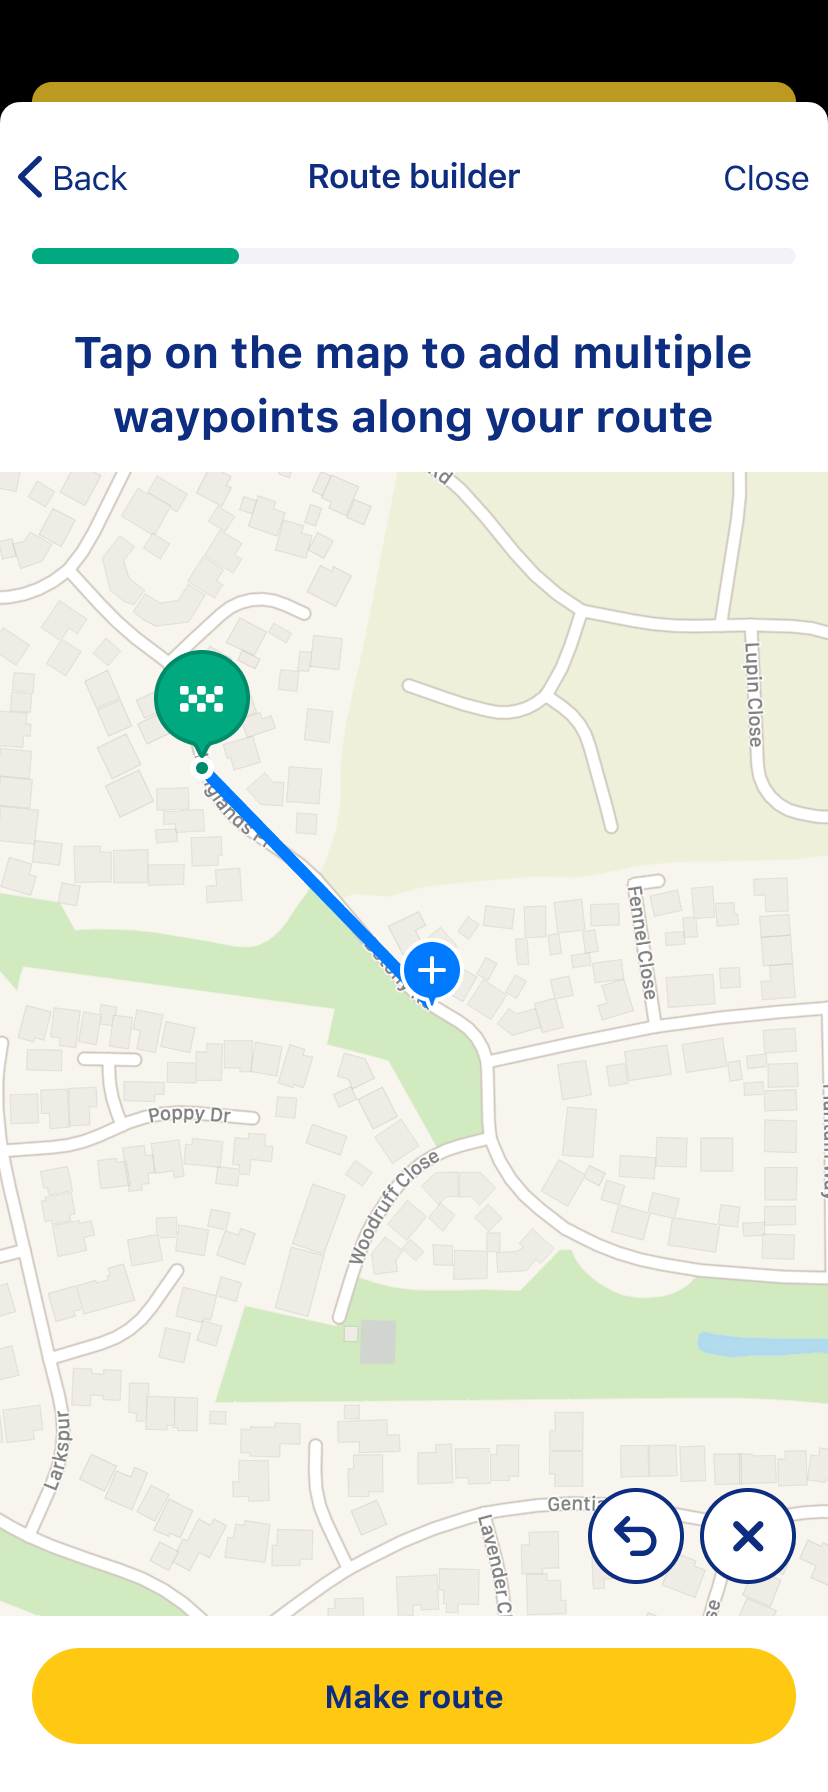 Back
Route builder
Close
Tap on the map to add multiple
waypoints along your route
Lupin Close
Fennel Close
Poppy Dr
Woodruff Close
Larkspur
Lavender
Make route